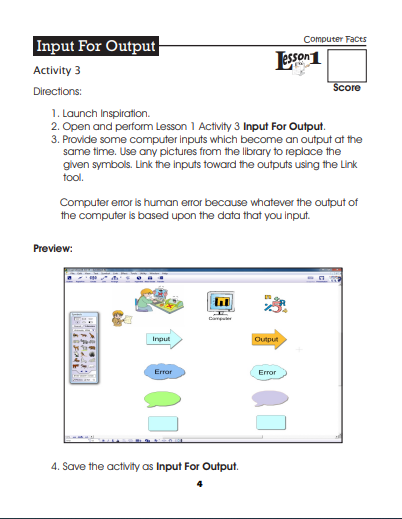 Computer Facts
Input For Output
Lesson 1
Activity 3
Score
Directions:
1. Launch Inspiration.
2. Open and perform Lesson 1 Activity 3 Input For Output.
3. Provide some computer inputs which become an output at the
same time. Use any pictures from the library to replace the
given symbols. Link the inputs toward the outputs using the Link
tool.
Computer error is human error because whatever the output of
the computer is based upon the data that you input.
Preview:
Computer
Input
Output
Error
Error
4. Save the activity as Input For Output.
4